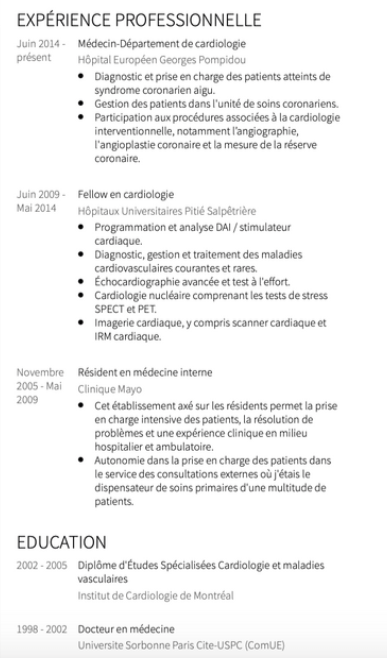 EXPÉRIENCE PROFESSIONNELLE
Juin 2014 - présent
Médecin-Département de cardiologie
Hôpital Européen Georges Pompidou
● Diagnostic et prise en charge des patients atteints de
syndrome coronarien aigu.
● Gestion des patients dans l'unité de soins coronariens.
● Participation aux procédures associées à la cardiologie
interventionnelle, notamment l'angiographie,
l'angioplastie coronaire et la mesure de la réserve
coronaire.
Juin 2009 - Mai 2014
Fellow en cardiologie
Hôpitaux Universitaires Pitié Salpêtrière
● Programmation et analyse DAI / stimulateur
cardiaque.
● Diagnostic, gestion et traitement des maladies
cardiovasculaires courantes et rares.
● Échocardiographie avancée et test à l'effort.
● Cardiologie nucléaire comprenant les tests de stress
SPECT et PET.
● Imagerie cardiaque, y compris scanner cardiaque et
IRM cardiaque.
Novembre 2005 - Mai 2009
Résident en médecine interne
Clinique Mayo
● Cet établissement axé sur les résidents permet la prise
en charge intensive des patients, la résolution de
problèmes et une expérience clinique en milieu
hospitalier et ambulatoire.
● Autonomie dans la prise en charge des patients dans
le service des consultations externes où j'étais le
dispensateur de soins primaires d'une multitude de
patients.
EDUCATION
2002 - 2005
Diplôme d'Études Spécialisées Cardiologie et maladies
vasculaires
Institut de Cardiologie de Montréal
1998 - 2002
Docteur en médecine
Universite Sorbonne Paris Cite-USPC (ComUE)